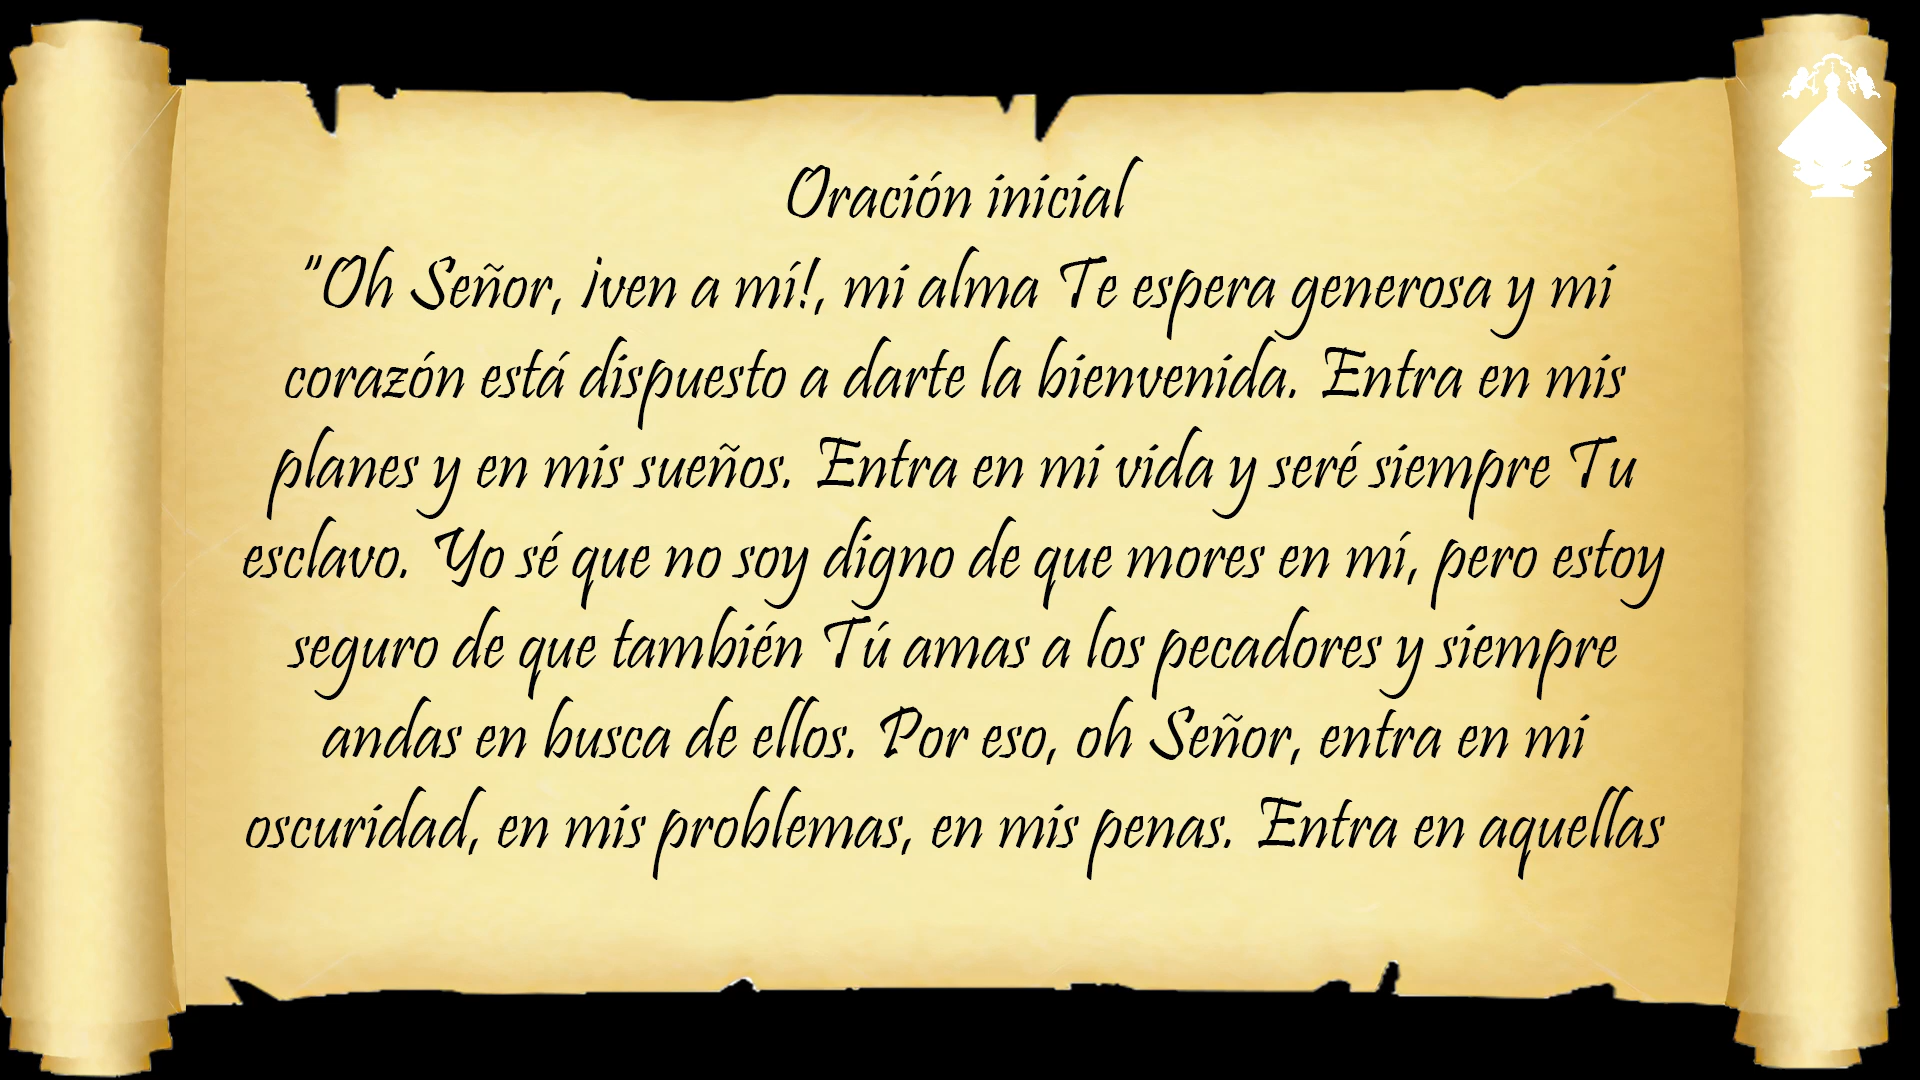 Oración inicial
"Oh Señor, ¡ven a mí!, mi alma Te espera generosa y mi
corazón está dispuesto a darte la bienvenida. Entra en mis
planes y en mis sueños. Entra en mi vida y seré siempre Tu
esclavo. Yo sé que no soy digno de que mores en mí, pero estoy
seguro de que también Tú amas a los pecadores y siempre
andas en busca de ellos. Por eso, oh Señor, entra en mi
oscuridad, en mis problemas, en mis penas. Entra en aquellas